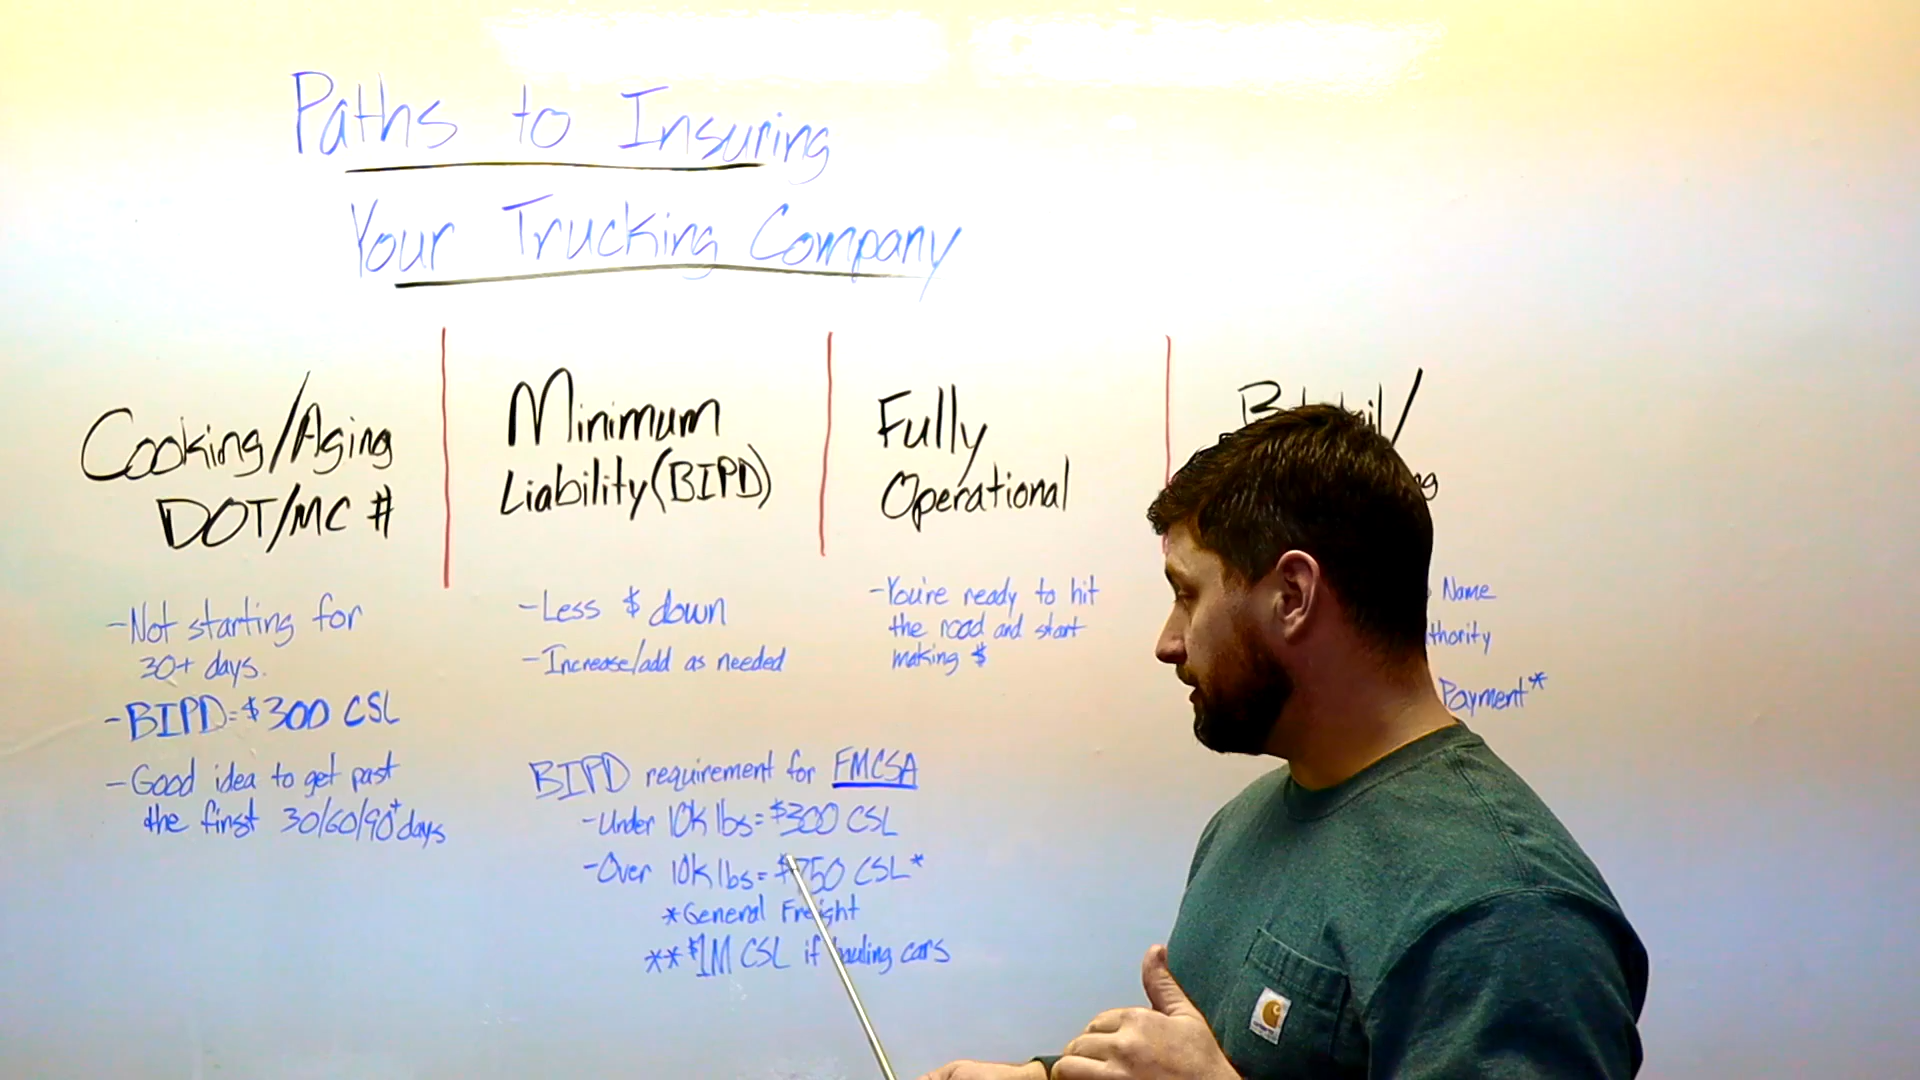 Paths to Insuring
Your Trucking Company
Cooking/Aging
DOT/MC #
-Not starting for
30+ days.
-BIPD=$300 CSL
-Good idea to get past
the first 30/60/90+ days
Minimum
Liability (BIPD)
-Less $ down
-Increase/add as needed
BIPD requirement for FMCSA
-Under 10k lbs=$300 CSL
-Over 10k lbs=$750 CSL*
*General Freight
**$1M CSL if hauling cars
Fully
Operational
-You're ready to hit
the road and start
making $
Name
Payment*